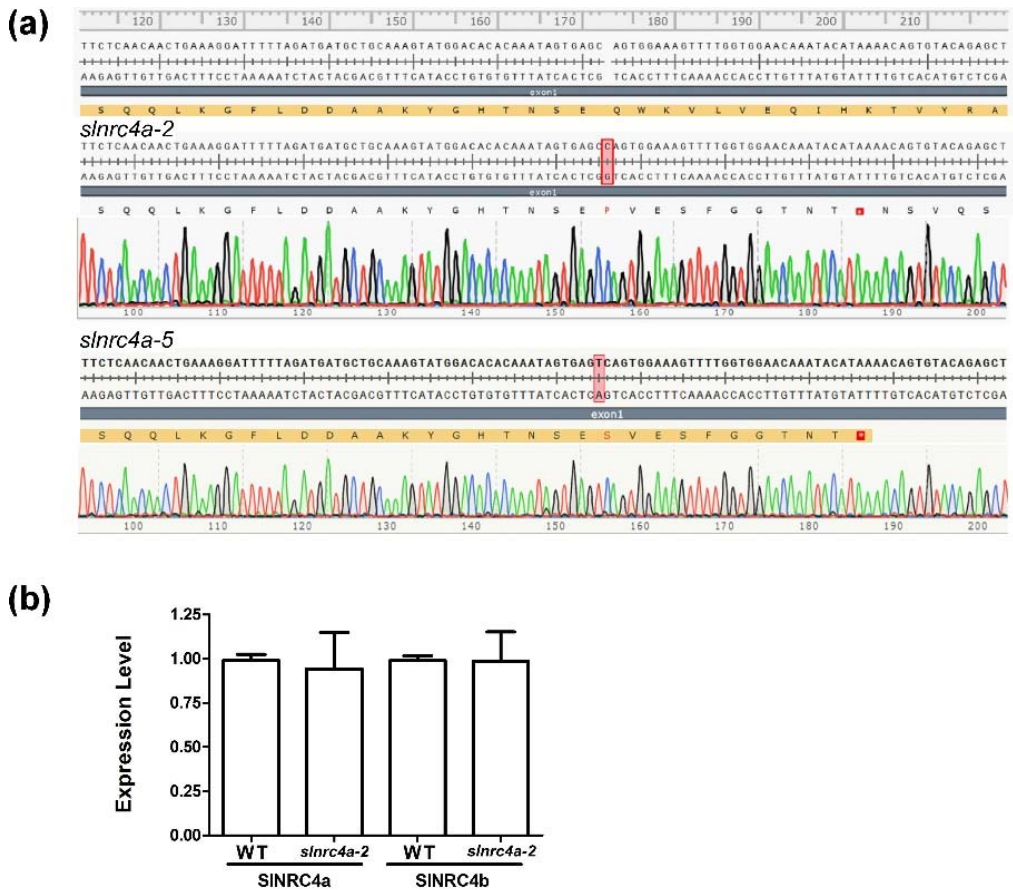 (a)
120 130 140 150 160 170 180 190 200 210
TTCTCAACAACTGAAAGGATTTTTAGATGATGCTGCAAAGTATGGACACACAAATAGTGAGC AGTGGAAAGTTTTGGTGGAACAAATACATAAAACAGTGTACAGAGCT
AAGAGTTGTTGACTTTCCTAAAAATCTACTACGACGTTTCATACCTGTGTGTTTATCACTCG TCACCTTTCAAAACCACCTTGTTTATGTATTTTGTCACATGTCTCGA
exon1
S Q Q L K G F L D D A A K Y G H T N S E Q W K V L V E Q I H K T V Y R A
slnrc4a-2
TTCTCAACAACTGAAAGGATTTTTAGATGATGCTGCAAAGTATGGACACACAAATAGTGAGCCAGTGGAAAGTTTTGGTGGAACAAATACATAAAACAGTGTACAGAGCT
AAGAGTTGTTGACTTTCCTAAAAATCTACTACGACGTTTCATACCTGTGTGTTTATCACTCGGTCACCTTTCAAAACCACCTTGTTTATGTATTTTGTCACATGTCTCGA
exon1
S Q Q L K G F L D D A A K Y G H T N S E P V E S F G G T N T * N S V Q S
100 110 120 130 140 150 160 170 180 190 200
slnrc4a-5
TTCTCAACAACTGAAAGGATTTTTAGATGATGCTGCAAAGTATGGACACACAAATAGTGAGTCAGTGGAAAGTTTTGGTGGAACAAATACATAAAACAGTGTACAGAGCT
AAGAGTTGTTGACTTTCCTAAAAATCTACTACGACGTTTCATACCTGTGTGTTTATCACTCAGTCACCTTTCAAAACCACCTTGTTTATGTATTTTGTCACATGTCTCGA
exon1
S Q Q L K G F L D D A A K Y G H T N S E S V E S F G G T N T *
100 110 120 130 140 150 160 170 180 190 200
(b)
Expression Level
1.25
1.00
0.75
0.50
0.25
0.00
WT slnrc4a-2 WT slnrc4a-2
SlNRC4a SlNRC4b